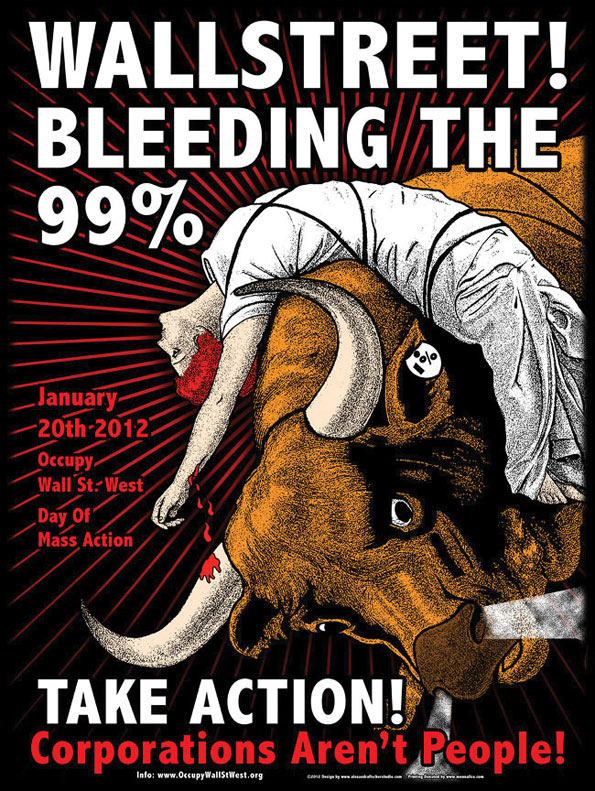 WALLSTREET!
BLEEDING THE
99%
1%
January
20th 2012
Occupy
Wall St. West
Day Of
Mass Action
TAKE ACTION!
Corporations Aren't People!
Info: www.OccupyWallStWest.org